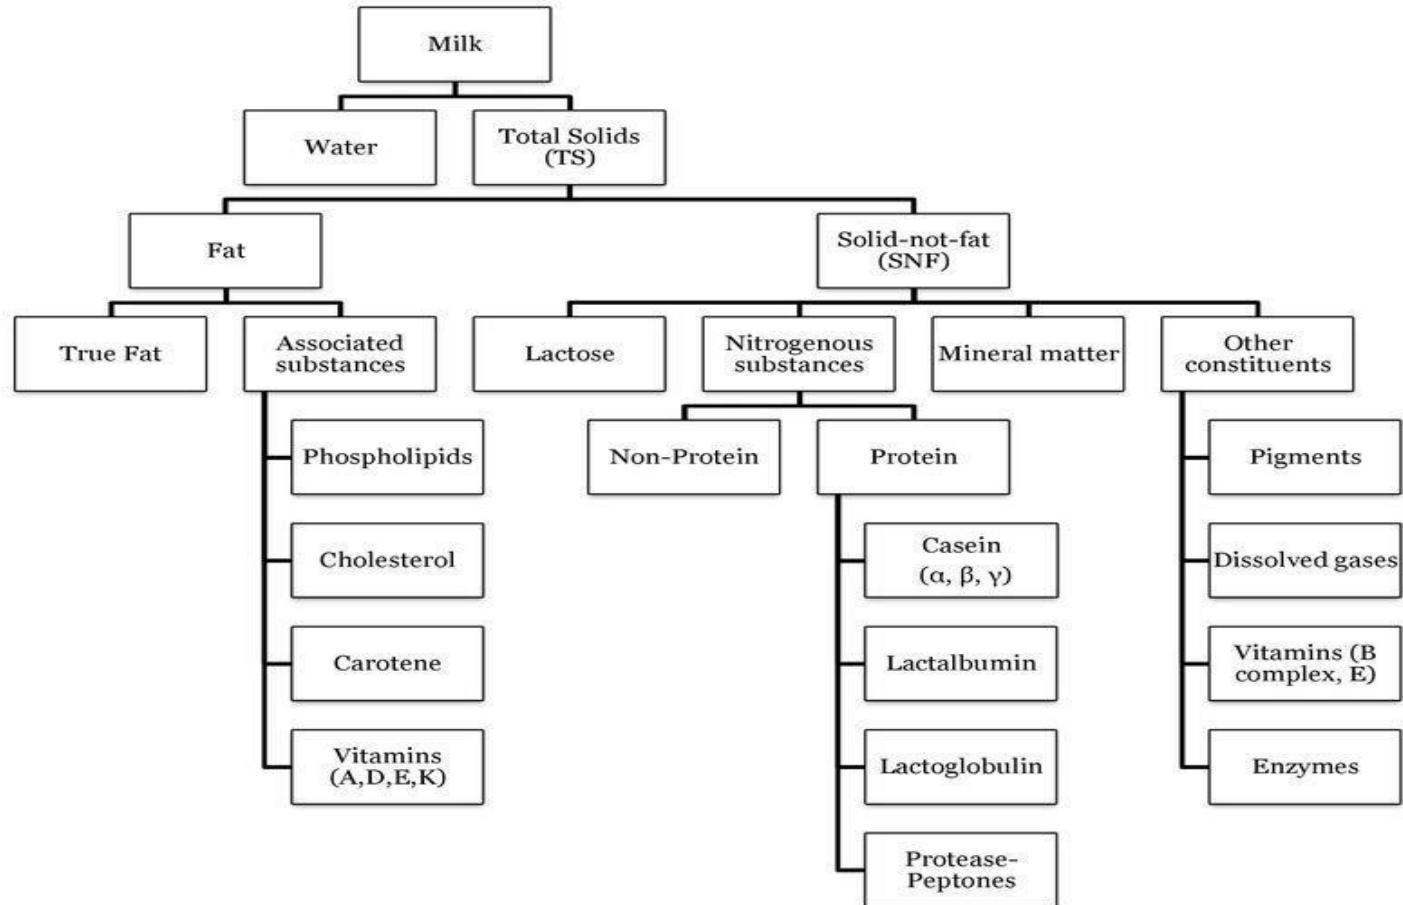 Milk
Water
Total Solids
(TS)
Fat
Solid-not-fat
(SNF)
True Fat
Associated
substances
Lactose
Nitrogenous
substances
Mineral matter
Other
constituents
Phospholipids
Non-Protein
Protein
Pigments
Cholesterol
Casein
(α, β, γ)
Dissolved gases
Carotene
Lactalbumin
Vitamins (B
complex, E)
Vitamins
(A,D,E,K)
Lactoglobulin
Enzymes
Protease-
Peptones